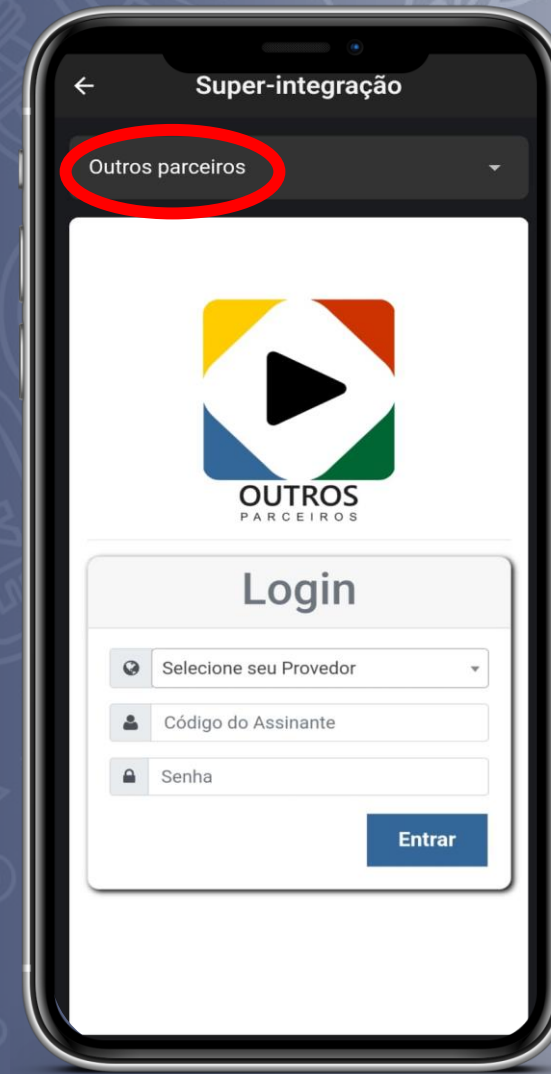 Super-integração
Outros parceiros
OUTROS
PARCEIROS
Login
Selecione seu Provedor
Código do Assinante
Senha
Entrar